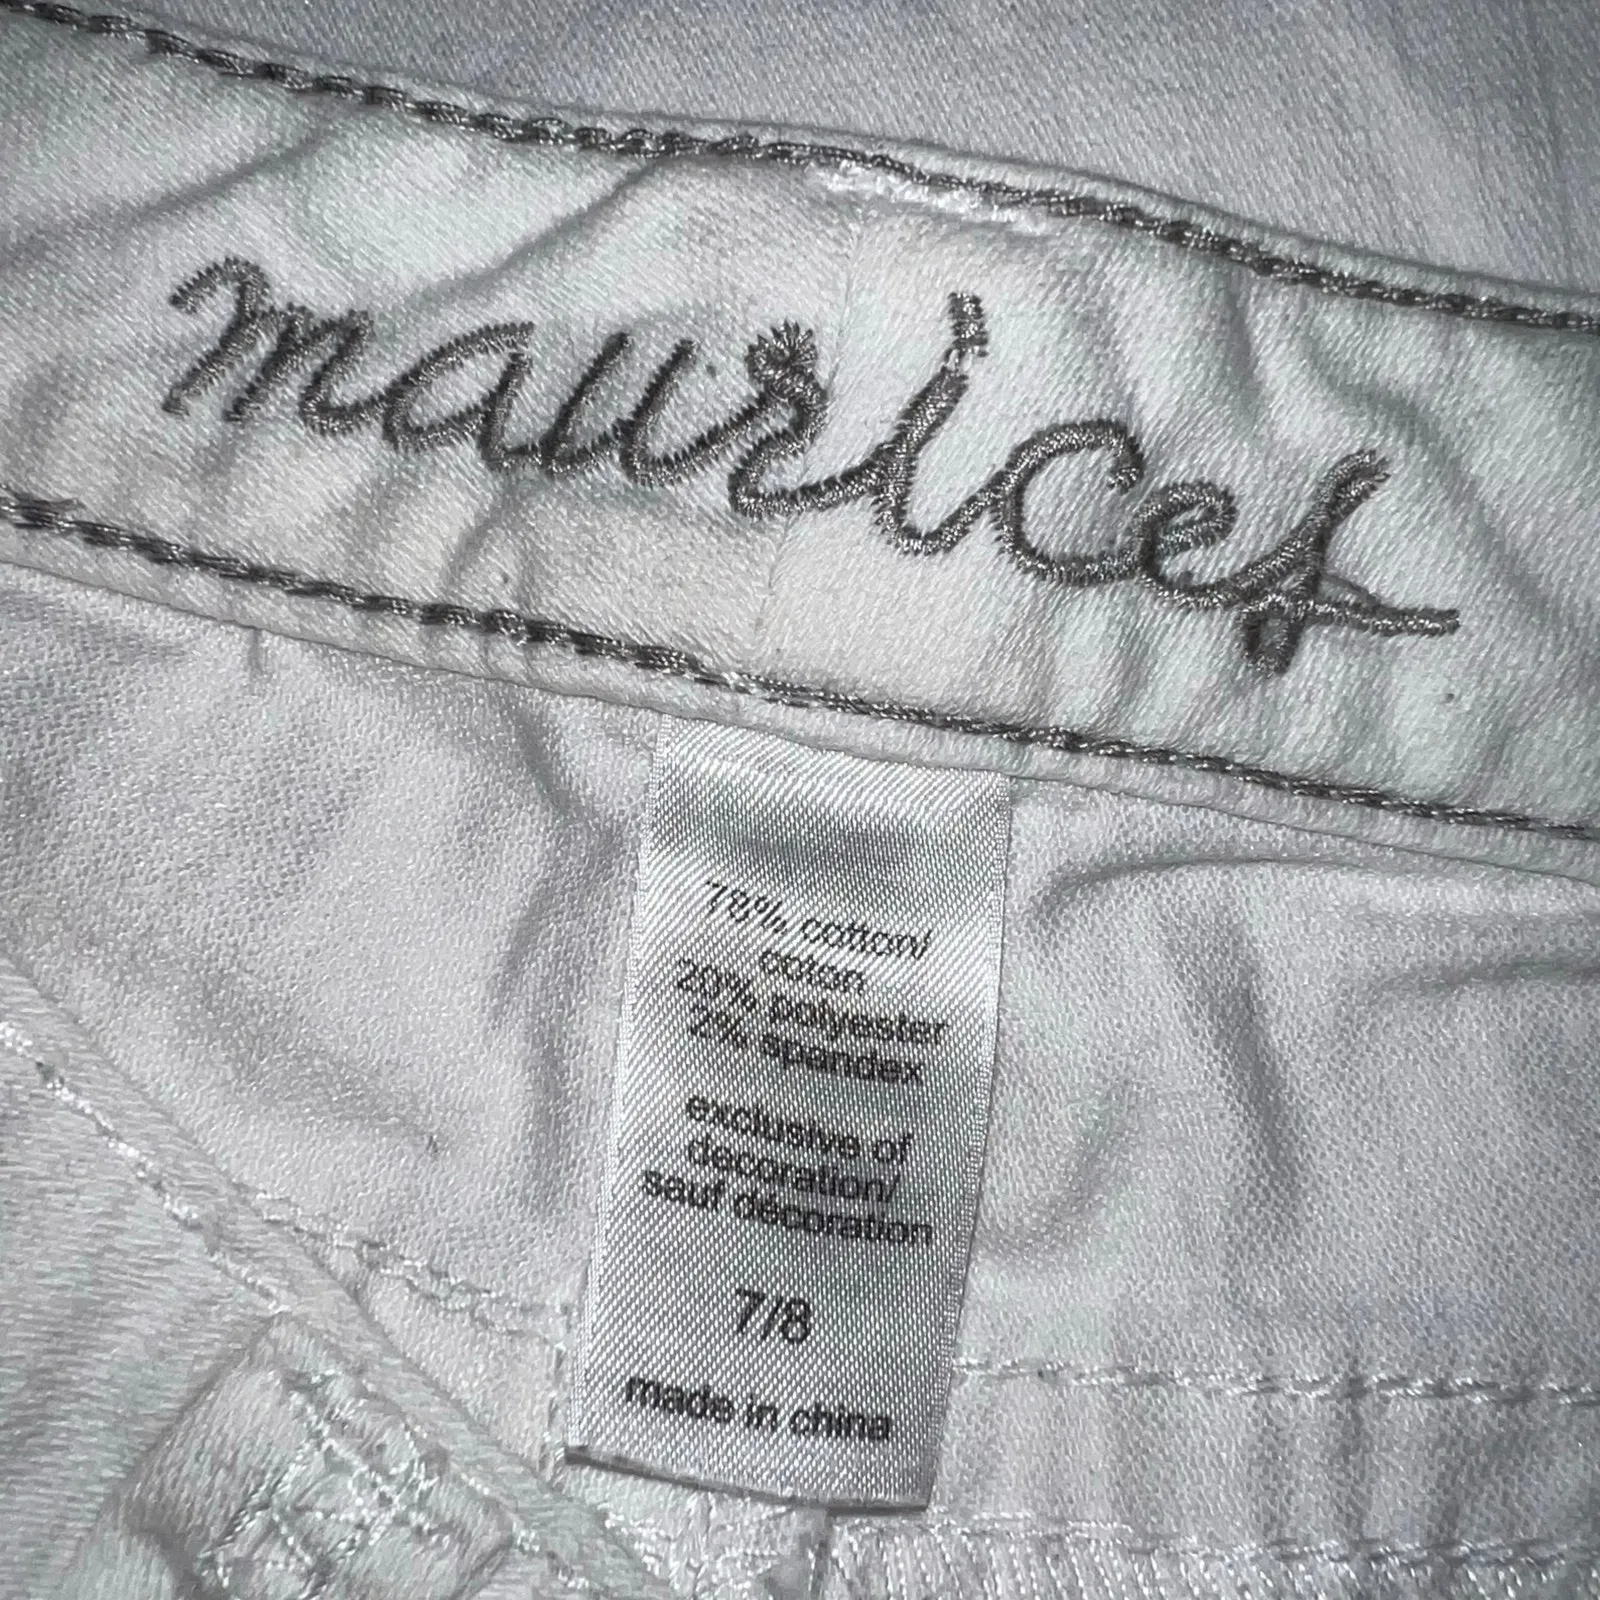 maurices
78% cotton/
coton
20% polyester
2% spandex
exclusive of
decoration/
sauf décoration
7/8
made in china